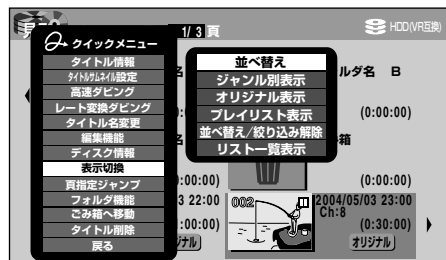 見
1/ 3 頁
HDD(VR互換)
クイックメニュー
タイトル情報
タイトルサムネイル設定
高速ダビング
レート変換ダビング
タイトル名変更
編集機能
ディスク情報
表示切換
頁指定ジャンプ
フォルダ機能
ごみ箱へ移動
タイトル削除
戻る
並べ替え
ジャンル別表示
オリジナル表示
プレイリスト表示
並べ替え/絞り込み解除
リスト一覧表示
名
ルダ名 B
(0:00:00)
名
箱
:00:00)
(0:00:00)
3 22:00
:00:00)
ジナル
002
2004/05/03 23:00
Ch:8
(0:30:00)
オリジナル